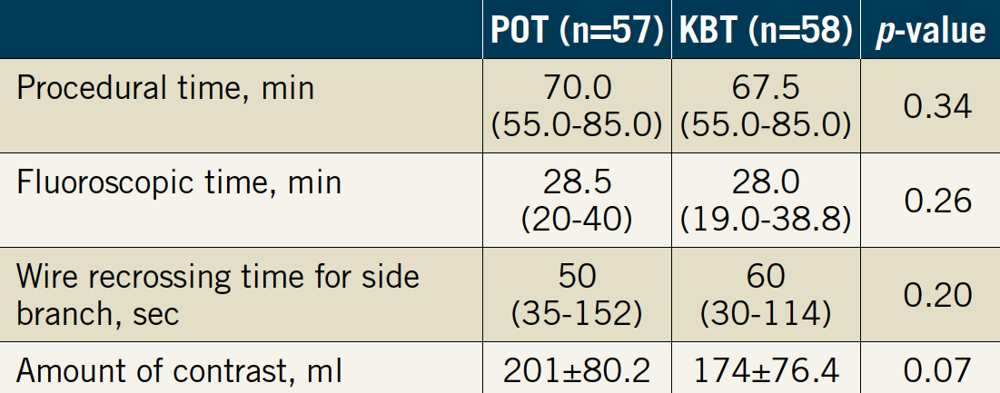 POT (n=57) KBT (n=58) p-value
Procedural time, min 70.0 (55.0-85.0) 67.5 (55.0-85.0) 0.34
Fluoroscopic time, min 28.5 (20-40) 28.0 (19.0-38.8) 0.26
Wire recrossing time for side branch, sec 50 (35-152) 60 (30-114) 0.20
Amount of contrast, ml 201±80.2 174±76.4 0.07